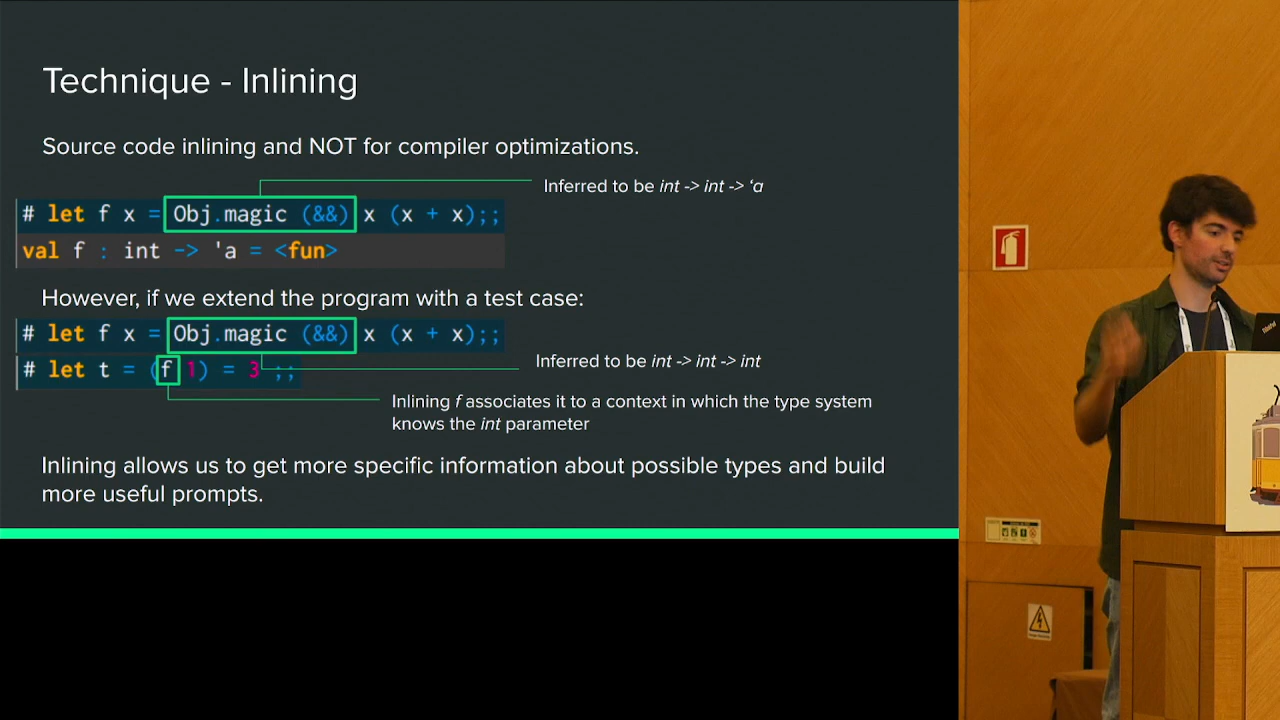 Technique - Inlining
Source code inlining and NOT for compiler optimizations.
Inferred to be int -> int -> ‘a
# let f x = Obj.magic (&&) x (x + x);;
val f : int -> 'a = <fun>
However, if we extend the program with a test case:
# let f x = Obj.magic (&&) x (x + x);;
Inferred to be int -> int -> int
# let t = (f 1) = 3 ;;
Inlining f associates it to a context in which the type system
knows the int parameter
Inlining allows us to get more specific information about possible types and build
more useful prompts.
ThinkPad